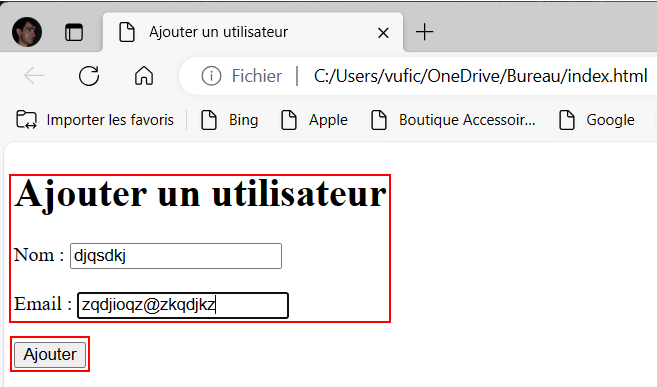 Ajouter un utilisateur
Fichier C:/Users/vufic/OneDrive/Bureau/index.html
Importer les favoris Bing Apple Boutique Accessoir... Google
Ajouter un utilisateur
Nom : djqsdkj
Email : zqdjioqz@zkqdjkz
Ajouter